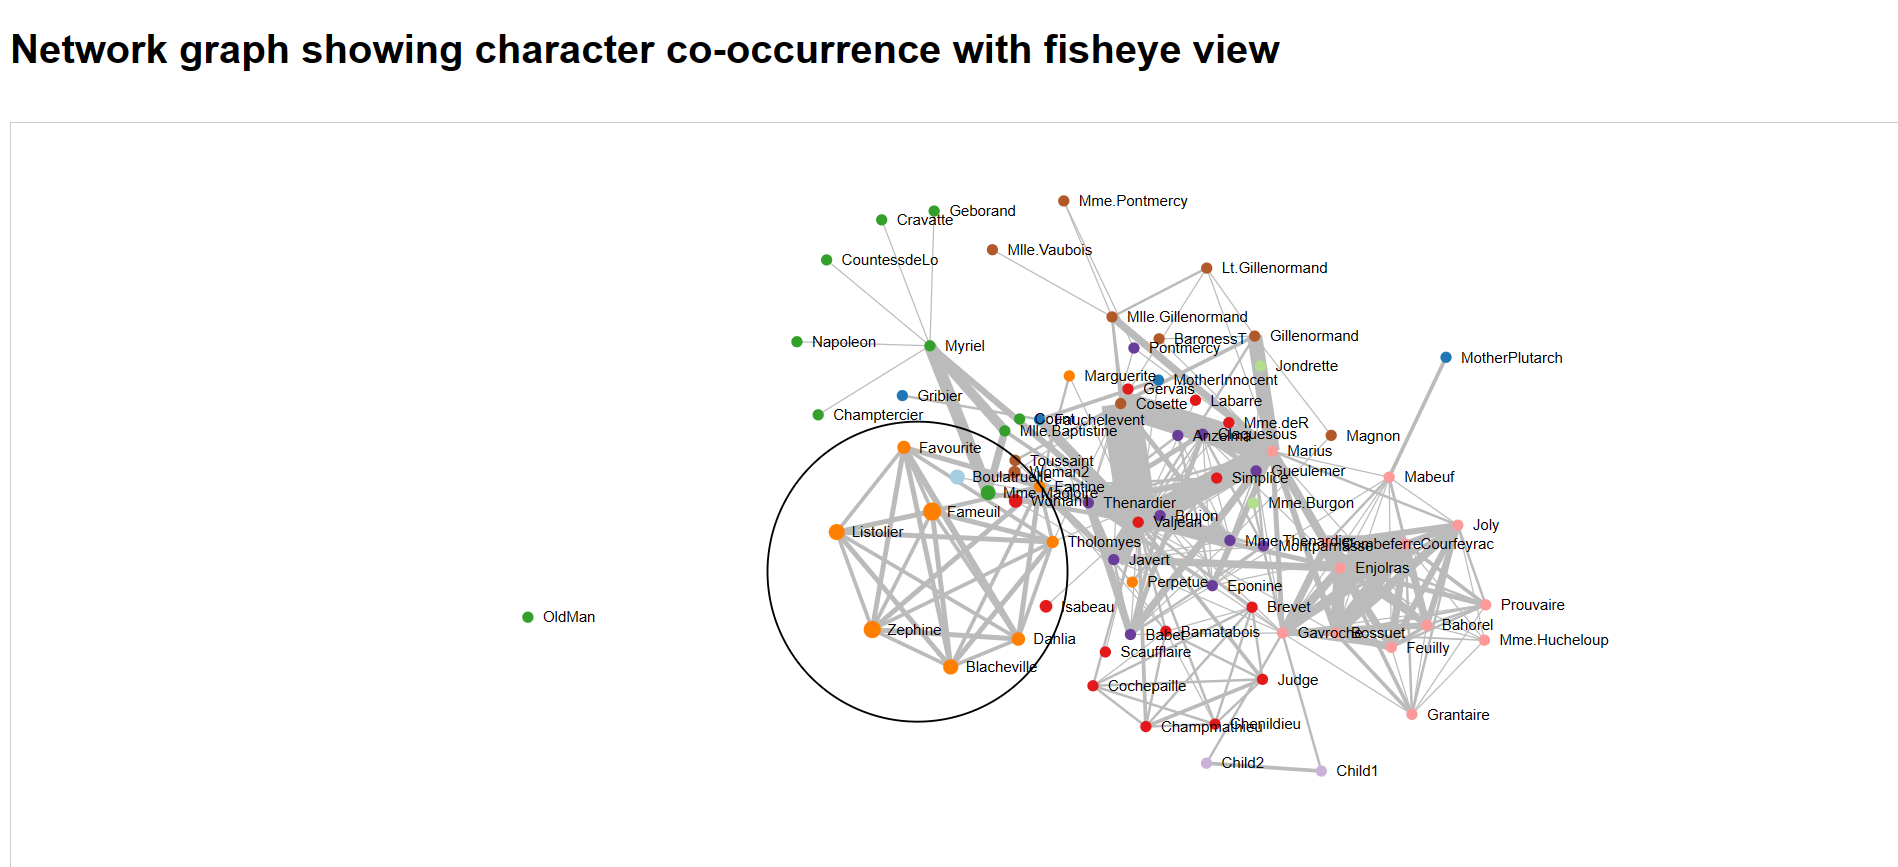 Network graph showing character co-occurrence with fisheye view
Mme.Pontmercy
Geborand
Cravatte
Mlle.Vaubois
CountessdeLo
Lt.Gillenormand
Mlle.Gillenormand
Gillenormand
BaronessT
Napoleon
Myriel
Pontmercy
MotherPlutarch
Jondrette
Marguerite
MotherInnocent
Gervais
Gribier
Cosette
Labarre
Champtercier
Count
Fauchelevent
Mme.deR
Mlle.Baptistine
Anzelma
Claquesous
Magnon
Favourite
Marius
Toussaint
Woman2
Gueulemer
Boulatruelle
Simplice
Mabeuf
Fantine
Mme.Magloire
Woman1
Thenardier
Mme.Burgon
Fameuil
Brujon
Valjean
Joly
Listolier
Tholomyes
Mme.Thenardier
Montparnasse
Combeferre
Courfeyrac
Javert
Enjolras
Perpetue
Eponine
Isabeau
Brevet
Prouvaire
OldMan
Zephine
Dahlia
Babet
Bamatabois
Gavroche
Bossuet
Bahorel
Mme.Hucheloup
Feuilly
Scaufflaire
Blacheville
Cochepaille
Judge
Grantaire
Champmathieu
Chenildieu
Child2
Child1